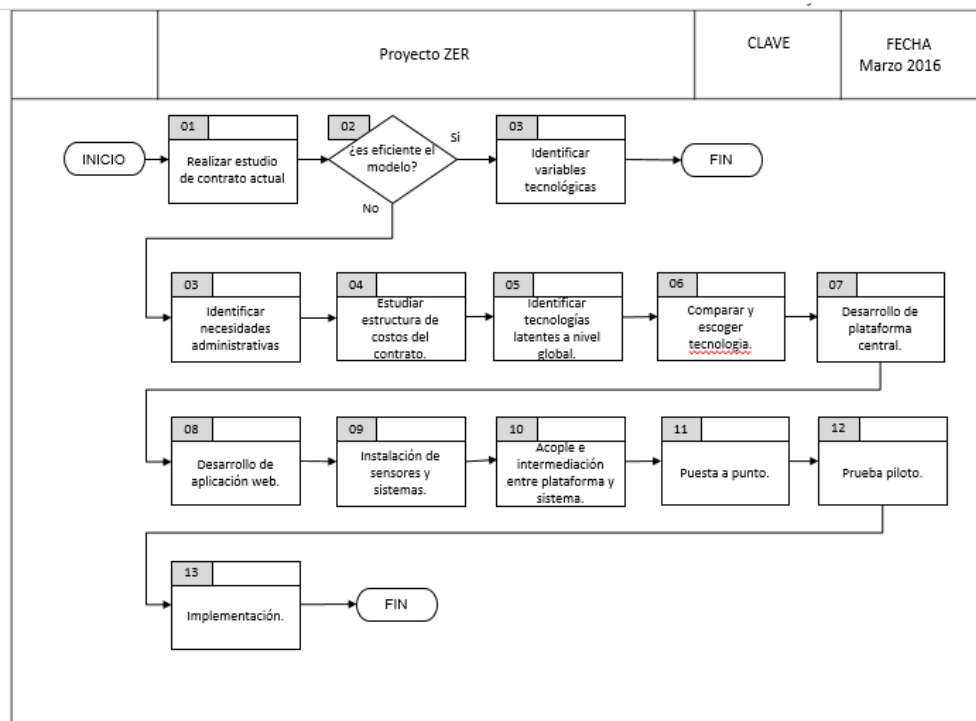 Proyecto ZER
CLAVE
FECHA
Marzo 2016
INICIO
01
Realizar estudio
de contrato actual
02
¿es eficiente el
modelo?
Si
No
03
Identificar
variables
tecnológicas
FIN
03
Identificar
necesidades
administrativas
04
Estudiar
estructura de
costos del
contrato.
05
Identificar
tecnologías
latentes a nivel
global.
06
Comparar y
escoger
tecnologia.
07
Desarrollo de
plataforma
central.
08
Desarrollo de
aplicación web.
09
Instalación de
sensores y
sistemas.
10
Acople e
intermediación
entre plataforma y
sistema.
11
Puesta a punto.
12
Prueba piloto.
13
Implementación.
FIN